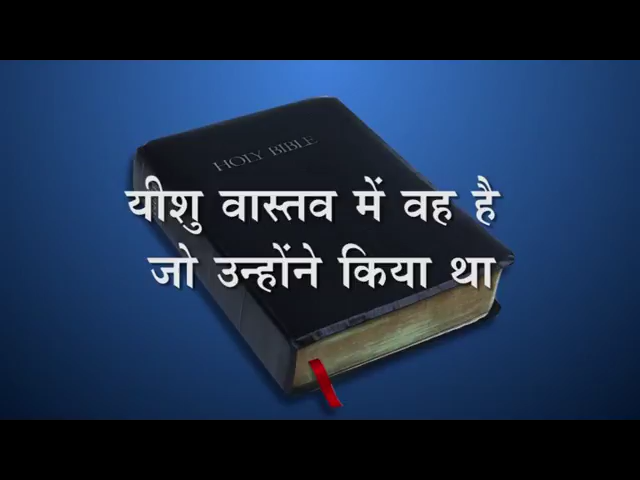 HOLY BIBLE
यीशु वास्तव में वह है
जो उन्होंने किया था